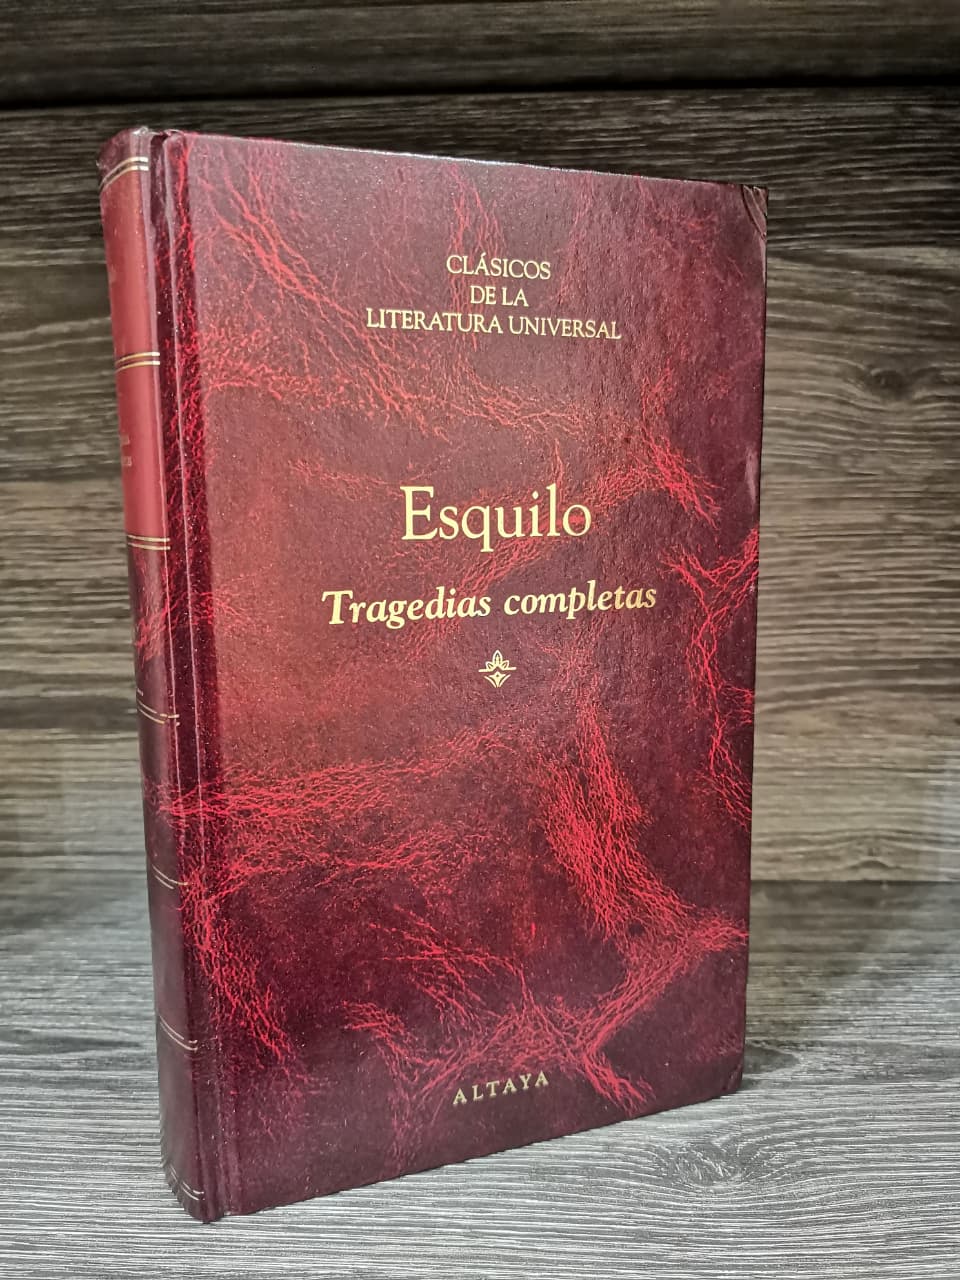 CLÁSICOS
DE LA
LITERATURA UNIVERSAL
Esquilo
Tragedias completas
ALTAYA